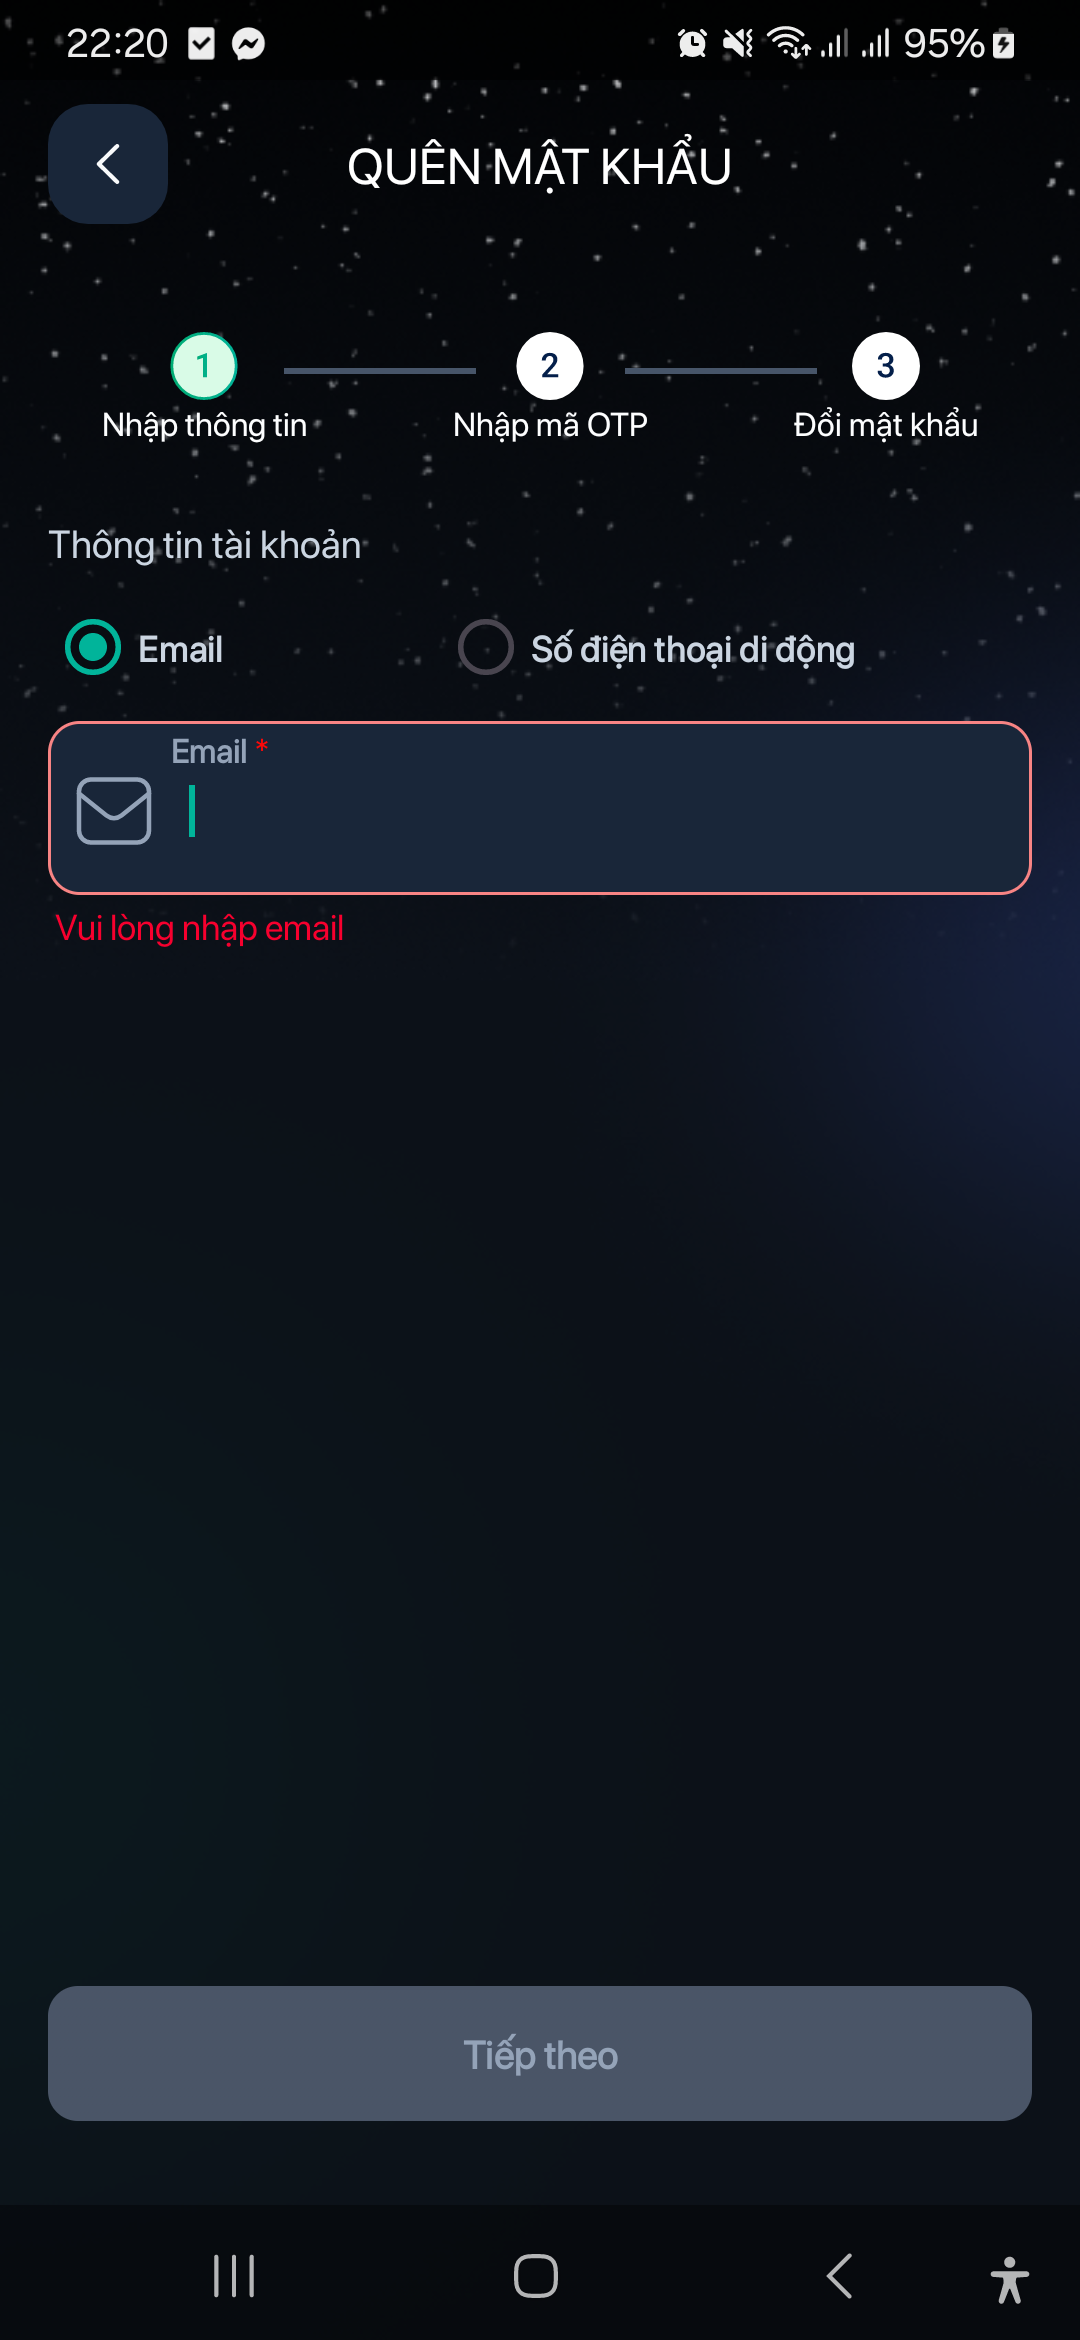 22:20
95%
QUÊN MẬT KHẨU
1
2
3
Nhập thông tin
Nhập mã OTP
Đổi mật khẩu
Thông tin tài khoản
Email
Số điện thoại di động
Email *
Vui lòng nhập email
Tiếp theo